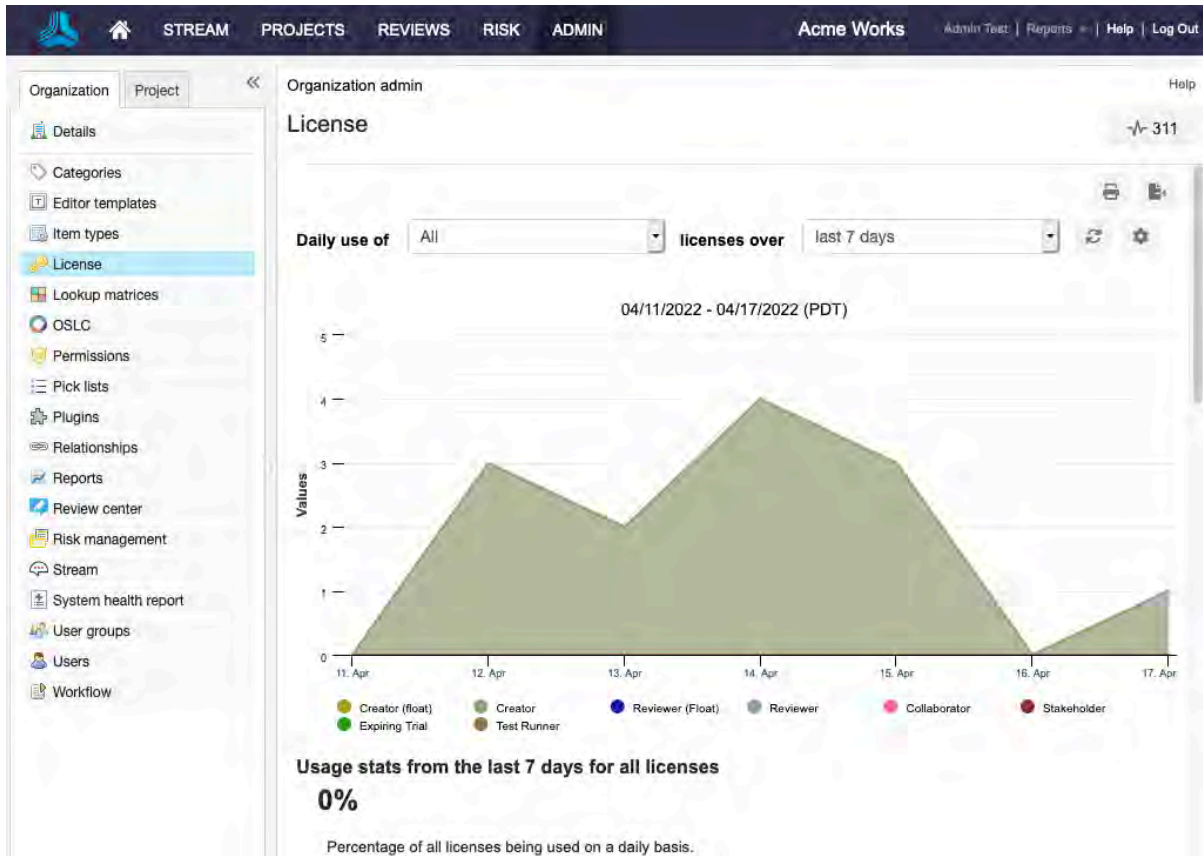 STREAM PROJECTS REVIEWS RISK ADMIN Acme Works Admin Test | Reports | Help | Log Out
Organization Project «
Organization admin Help
Details
License 311
Categories
Editor templates
Item types
License
Lookup matrices
OSLC
Permissions
Pick lists
Plugins
Relationships
Reports
Review center
Risk management
Stream
System health report
User groups
Users
Workflow
Daily use of All licenses over last 7 days
04/11/2022 - 04/17/2022 (PDT)
Values
5
4
3
2
1
0
11. Apr 12. Apr 13. Apr 14. Apr 15. Apr 16. Apr 17. Apr
Creator (float) Creator Reviewer (Float) Reviewer Collaborator Stakeholder
Expiring Trial Test Runner
Usage stats from the last 7 days for all licenses
0%
Percentage of all licenses being used on a daily basis.